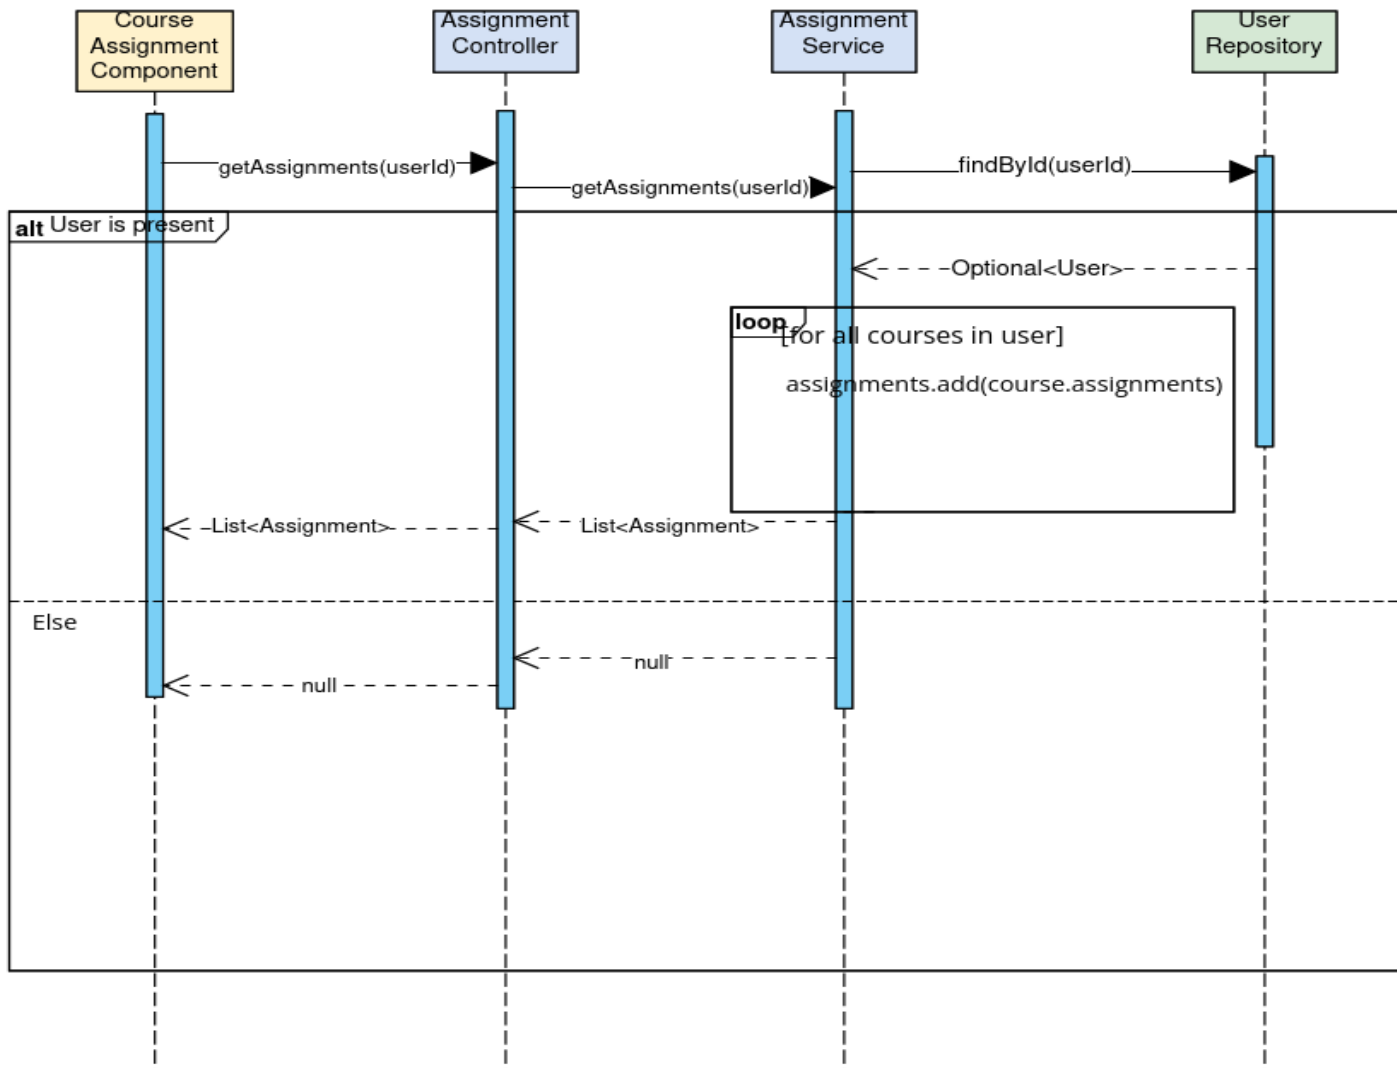 Course
Assignment
Component
Assignment
Controller
Assignment
Service
User
Repository
getAssignments(userId)
getAssignments(userId)
findById(userId)
alt User is present
Optional<User>
loop
[for all courses in user]
assignments.add(course.assignments)
List<Assignment>
List<Assignment>
Else
null
null